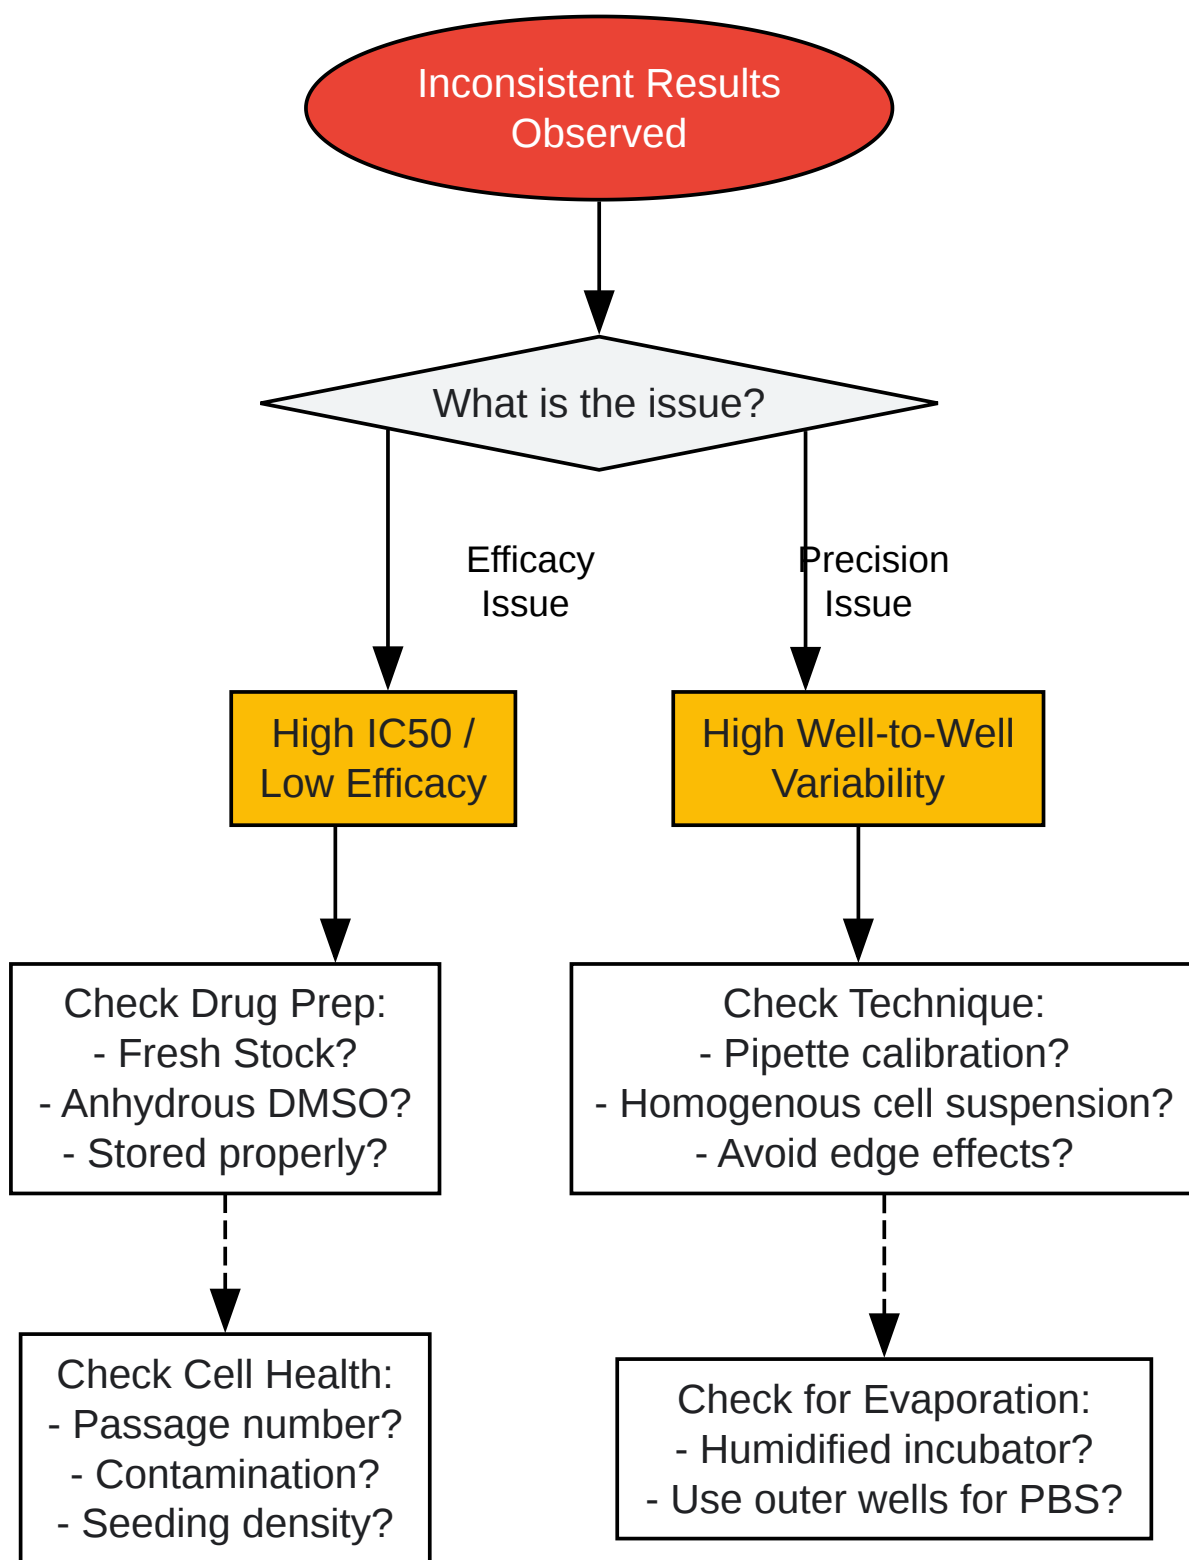 Inconsistent Results
Observed
What is the issue?
Efficacy
Issue
Precision
Issue
High IC50 /
Low Efficacy
High Well-to-Well
Variability
Check Drug Prep:
- Fresh Stock?
- Anhydrous DMSO?
- Stored properly?
Check Technique:
- Pipette calibration?
- Homogenous cell suspension?
- Avoid edge effects?
Check Cell Health:
- Passage number?
- Contamination?
- Seeding density?
Check for Evaporation:
- Humidified incubator?
- Use outer wells for PBS?